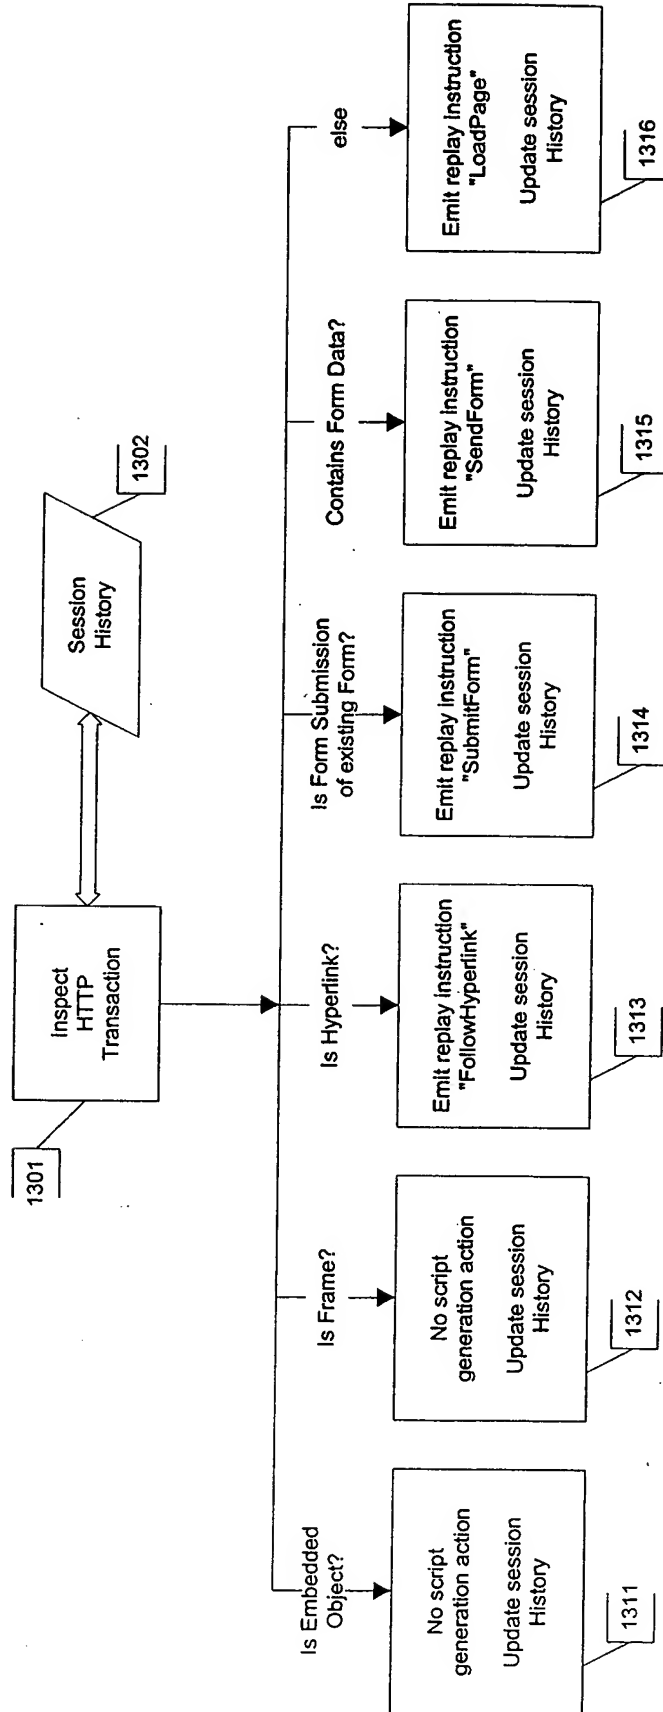 1301
Inspect
HTTP
Transaction
Session
History
1302
Is Embedded
Object?
Is Frame?
Is Hyperlink?
Is Form Submission
of existing Form?
Contains Form Data?
else
No script
generation action
Update session
History
1311
No script
generation action
Update session
History
1312
Emit replay instruction
"FollowHyperlink"
Update session
History
1313
Emit replay instruction
"SubmitForm"
Update session
History
1314
Emit replay instruction
"SendForm"
Update session
History
1315
Emit replay instruction
"LoadPage"
Update session
History
1316